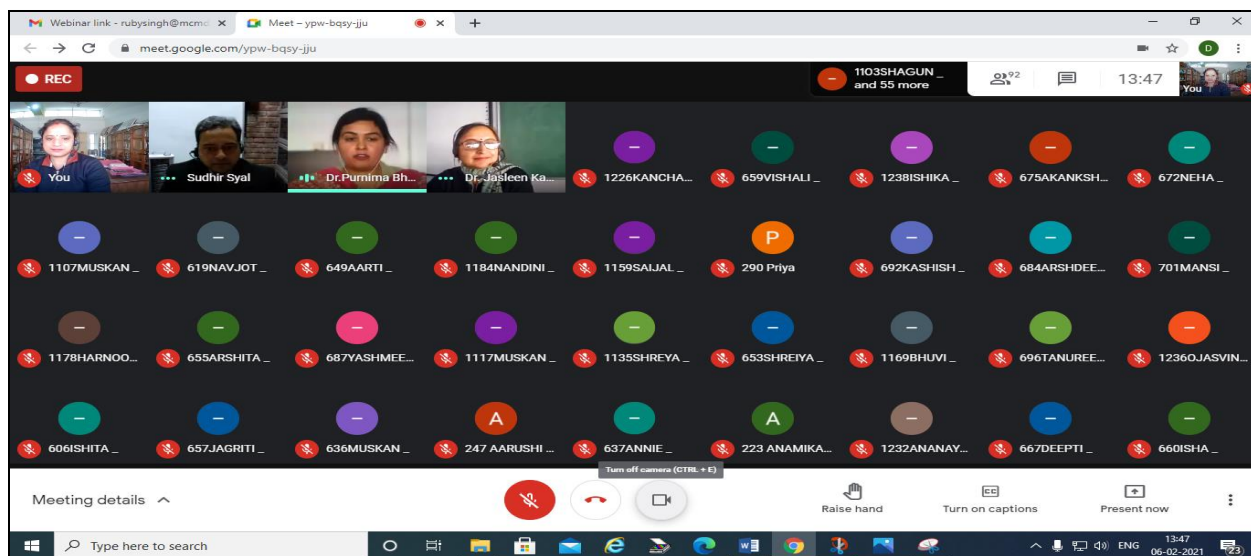 Webinar link - rubysingh@mcmd
Meet – ypw-bqsy-jju
meet.google.com/ypw-bqsy-jju
D
REC
1103SHAGUN _
and 55 more
92
13:47
You
You
Sudhir Syal
Dr.Purnima Bh...
Dr. Jasleen Ka...
1226KANCHA...
659VISHALI _
1238ISHIKA _
675AKANKSH...
672NEHA _
P
1107MUSKAN _
619NAVJOT _
649AARTI _
1184NANDINI _
1159SAIJAL _
290 Priya
692KASHISH _
684ARSHDEE...
701MANSI _
1178HARNOO...
655ARSHITA _
687YASHMEE...
1117MUSKAN _
1135SHREYA _
653SHREIYA _
1169BHUVI _
696TANUREE...
1236OJASVIN...
A
A
606ISHITA _
657JAGRITI _
636MUSKAN _
247 AARUSHI ...
637ANNIE _
223 ANAMIKA...
1232ANANAY...
667DEEPTI _
660ISHA _
Turn off camera (CTRL + E)
Meeting details
Raise hand
CC
Turn on captions
Present now
Type here to search
ENG
13:47
06-02-2021
23